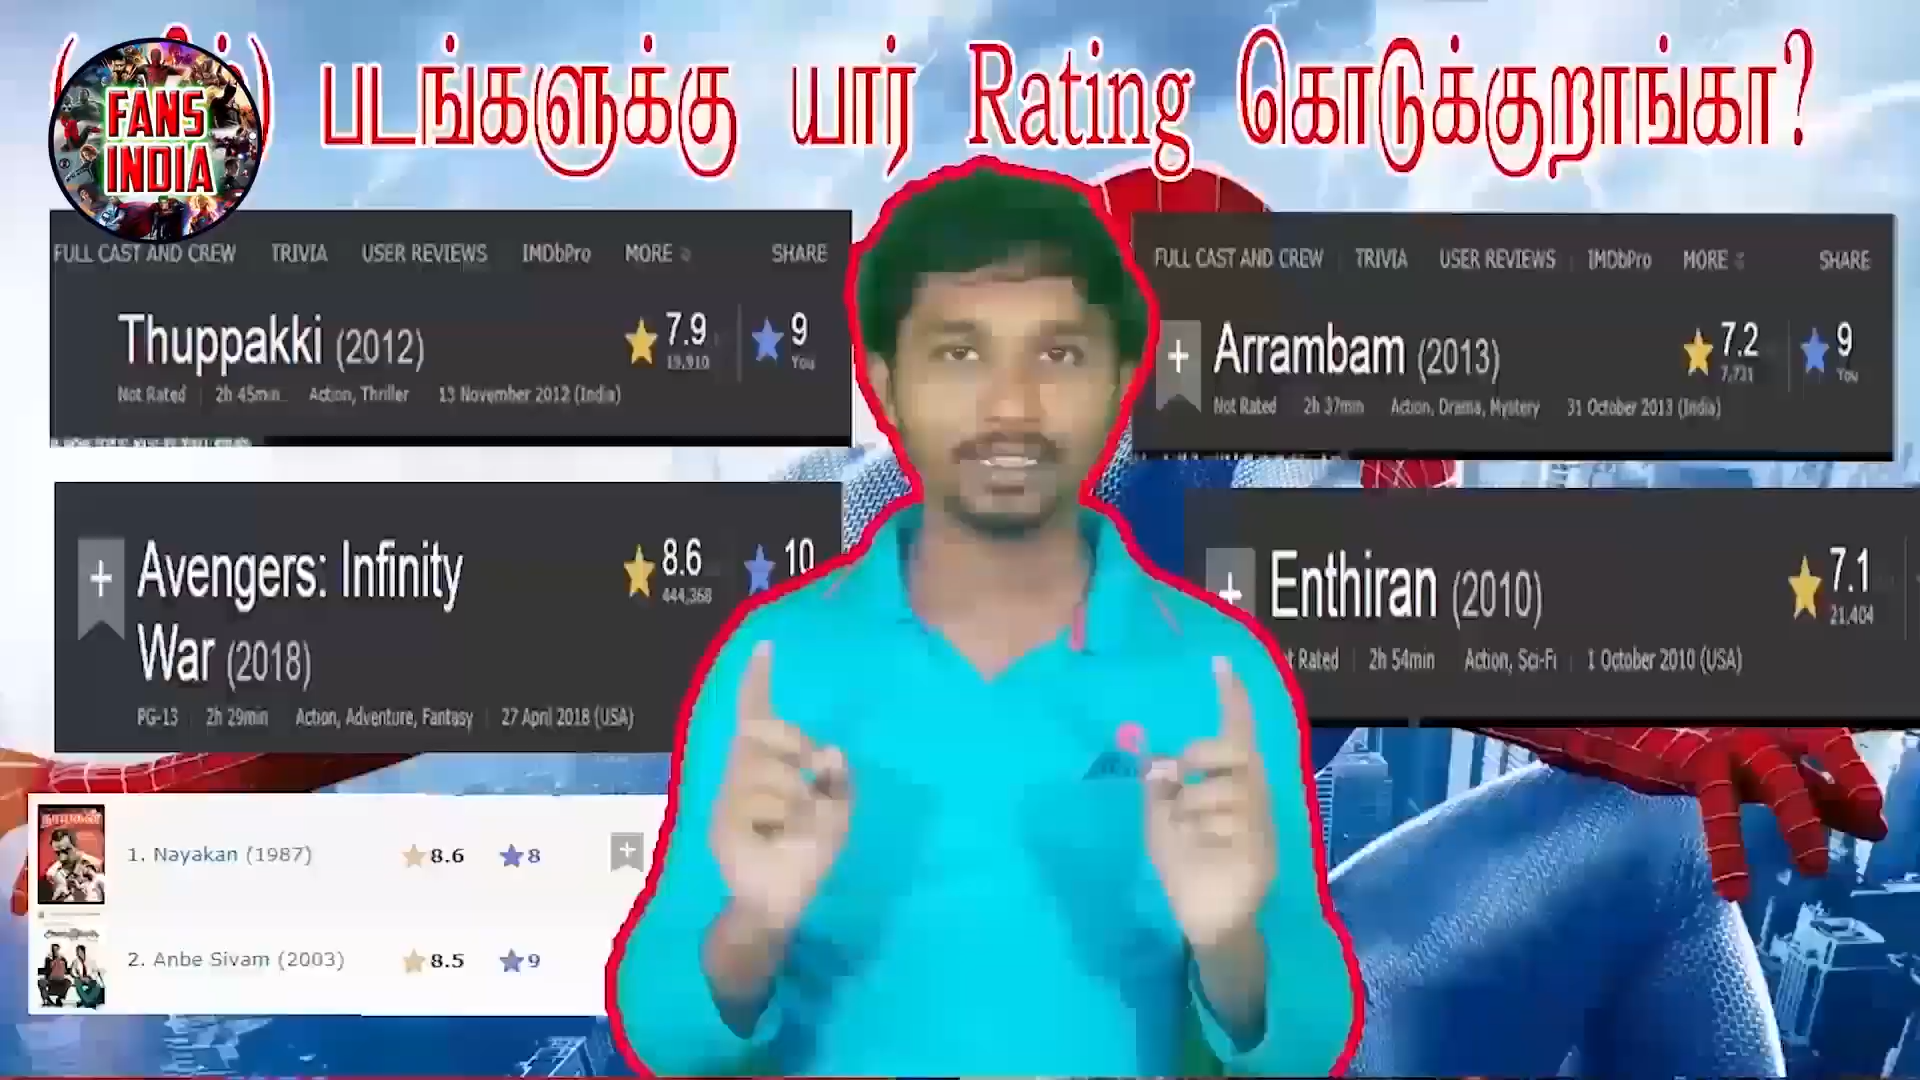 படங்களுக்கு யார் Rating கொடுக்குறாங்கா?
FANS
INDIA
FULL CAST AND CREW TRIVIA USER REVIEWS IMDbPro MORE SHARE
Thuppakki (2012) 7.9 9
19,910 You
Not Rated 2h 45min Action, Thriller 13 November 2012 (India)
FULL CAST AND CREW TRIVIA USER REVIEWS IMDbPro MORE SHARE
+ Arrambam (2013) 7.2 9
7,731 You
Not Rated 2h 37min Action, Drama, Mystery 31 October 2013 (India)
+ Avengers: Infinity 8.6 10
444,368
War (2018)
PG-13 2h 29min Action, Adventure, Fantasy 27 April 2018 (USA)
+ Enthiran (2010) 7.1
21,404
Rated 2h 54min Action, Sci-Fi 1 October 2010 (USA)
நாயகன்
1. Nayakan (1987) 8.6 8 +
2. Anbe Sivam (2003) 8.5 9